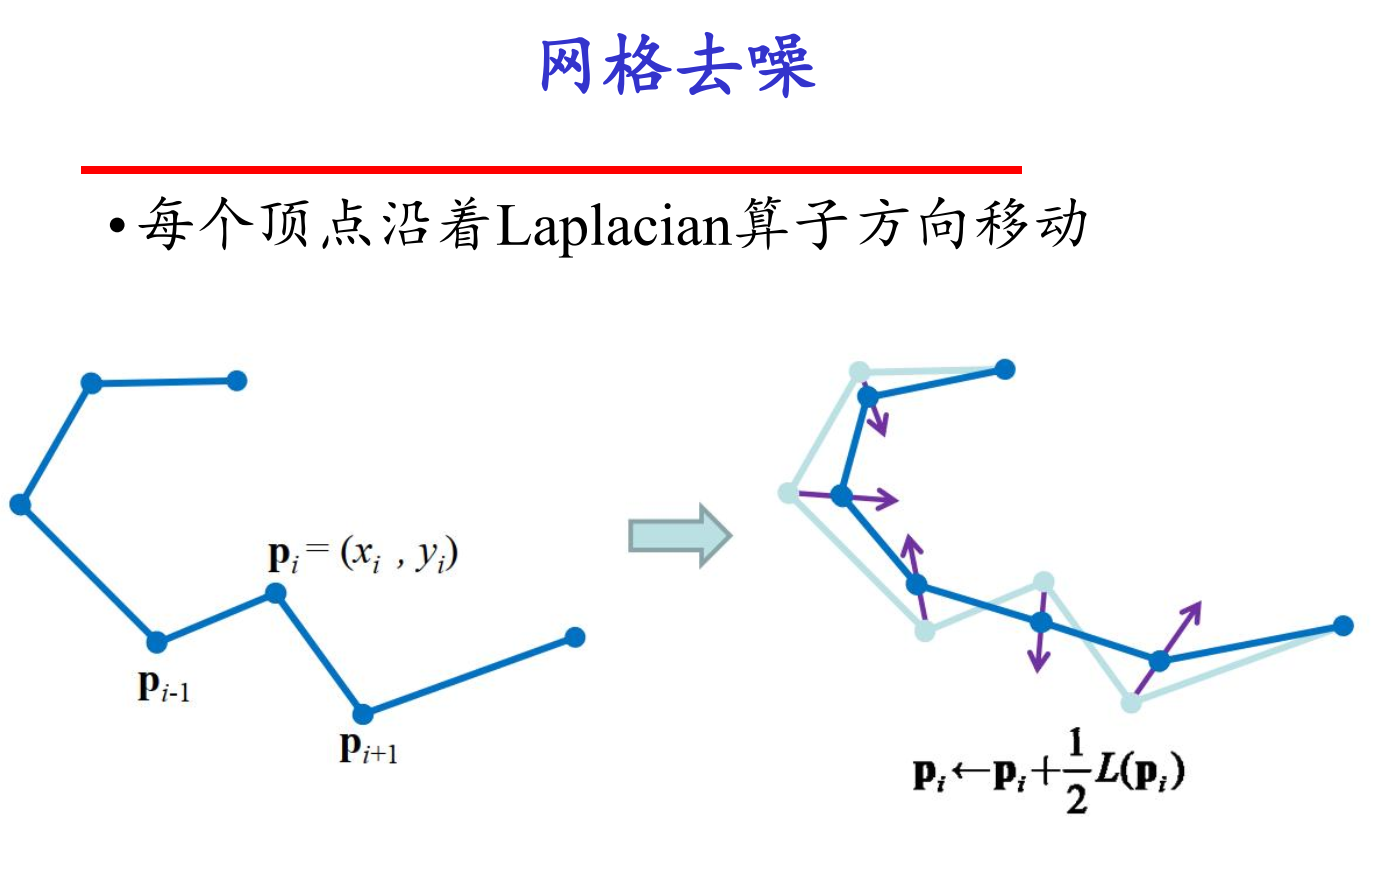 网格去噪
•每个顶点沿着Laplacian算子方向移动
pᵢ = (xᵢ , yᵢ)
pᵢ₋₁
pᵢ₊₁
pᵢ←pᵢ+½L(pᵢ)